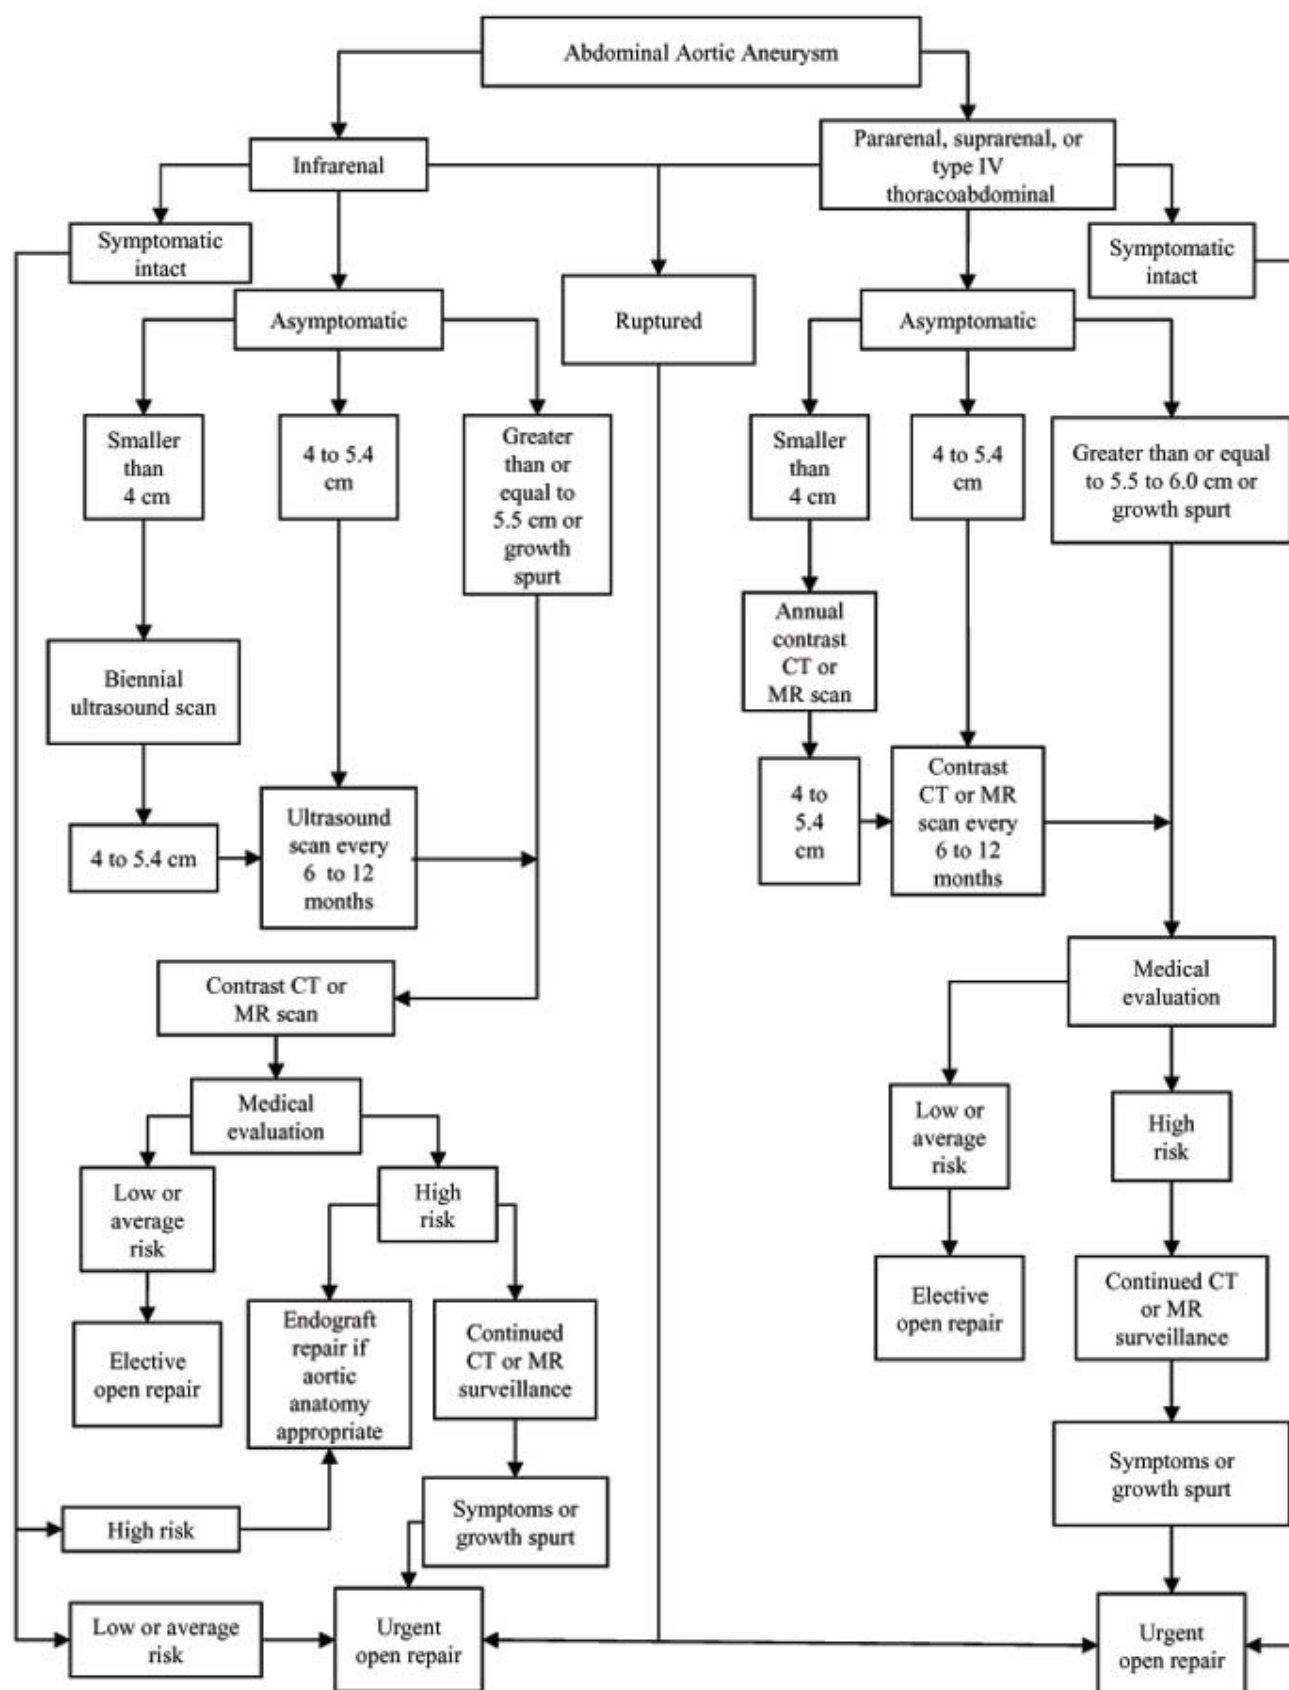 Abdominal Aortic Aneurysm
Infrarenal
Pararenal, suprarenal, or
type IV
thoracoabdominal
Symptomatic
intact
Symptomatic
intact
Asymptomatic
Ruptured
Asymptomatic
Smaller
than
4 cm
4 to 5.4
cm
Greater
than or
equal to
5.5 cm or
growth
spurt
Smaller
than
4 cm
4 to 5.4
cm
Greater than or equal
to 5.5 to 6.0 cm or
growth spurt
Biennial
ultrasound scan
Annual
contrast
CT or
MR scan
4 to 5.4 cm
Ultrasound
scan every
6 to 12
months
4 to
5.4
cm
Contrast
CT or MR
scan every
6 to 12
months
Contrast CT or
MR scan
Medical
evaluation
Medical
evaluation
Low or
average
risk
High
risk
Low or
average
risk
High
risk
Elective
open repair
Endograft
repair if
aortic
anatomy
appropriate
Continued
CT or MR
surveillance
Elective
open repair
Continued CT
or MR
surveillance
High risk
Symptoms or
growth spurt
Symptoms or
growth spurt
Low or average
risk
Urgent
open repair
Urgent
open repair